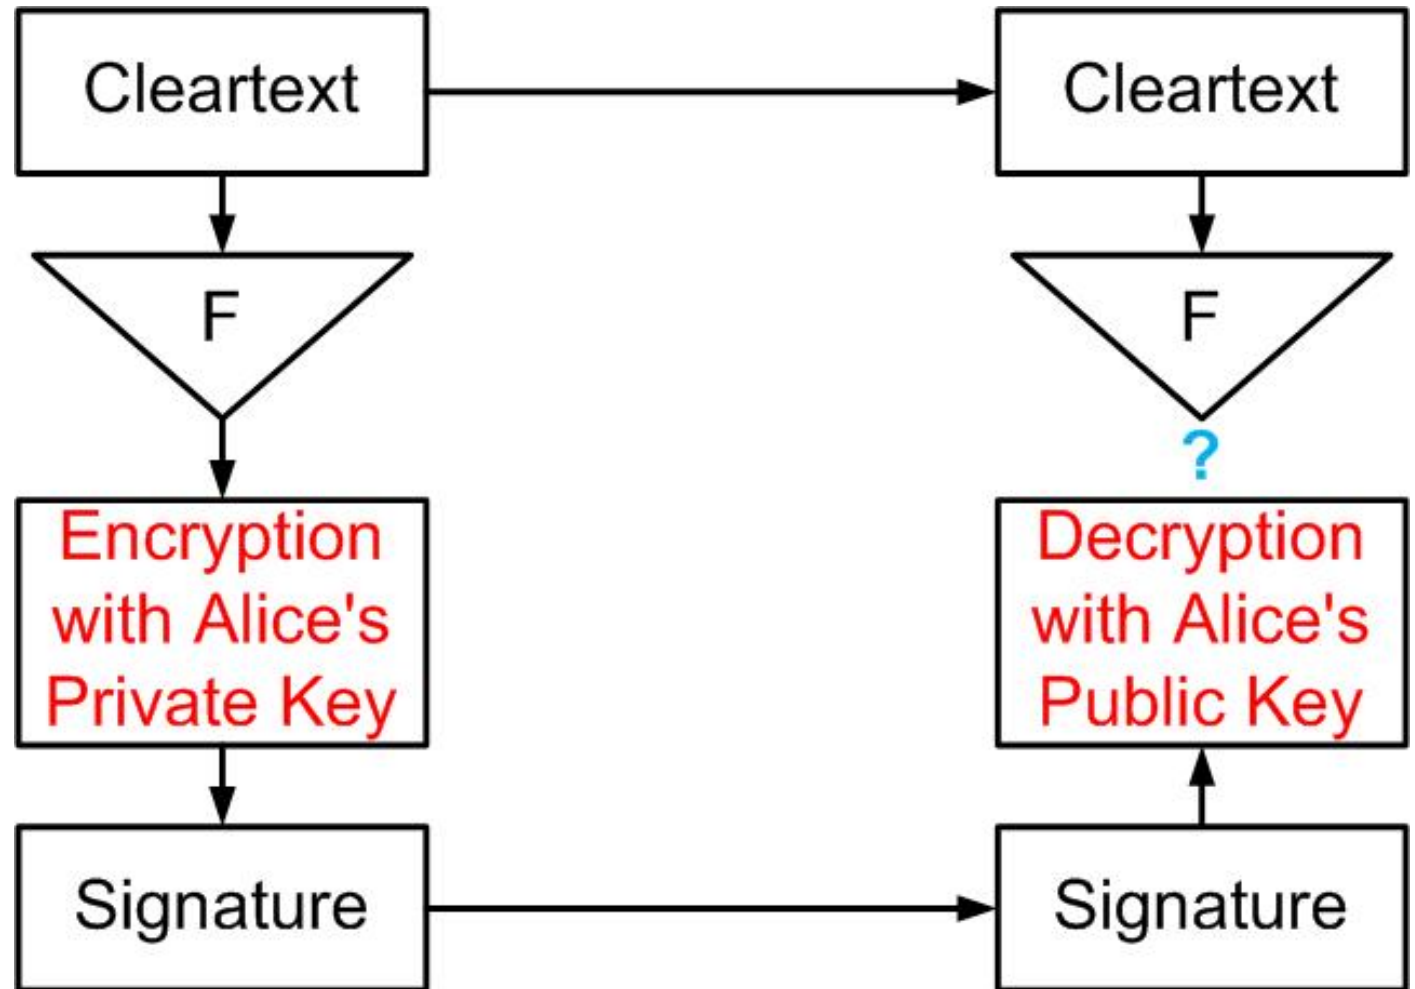 Cleartext
Cleartext
F
F
?
Encryption
with Alice's
Private Key
Decryption
with Alice's
Public Key
Signature
Signature